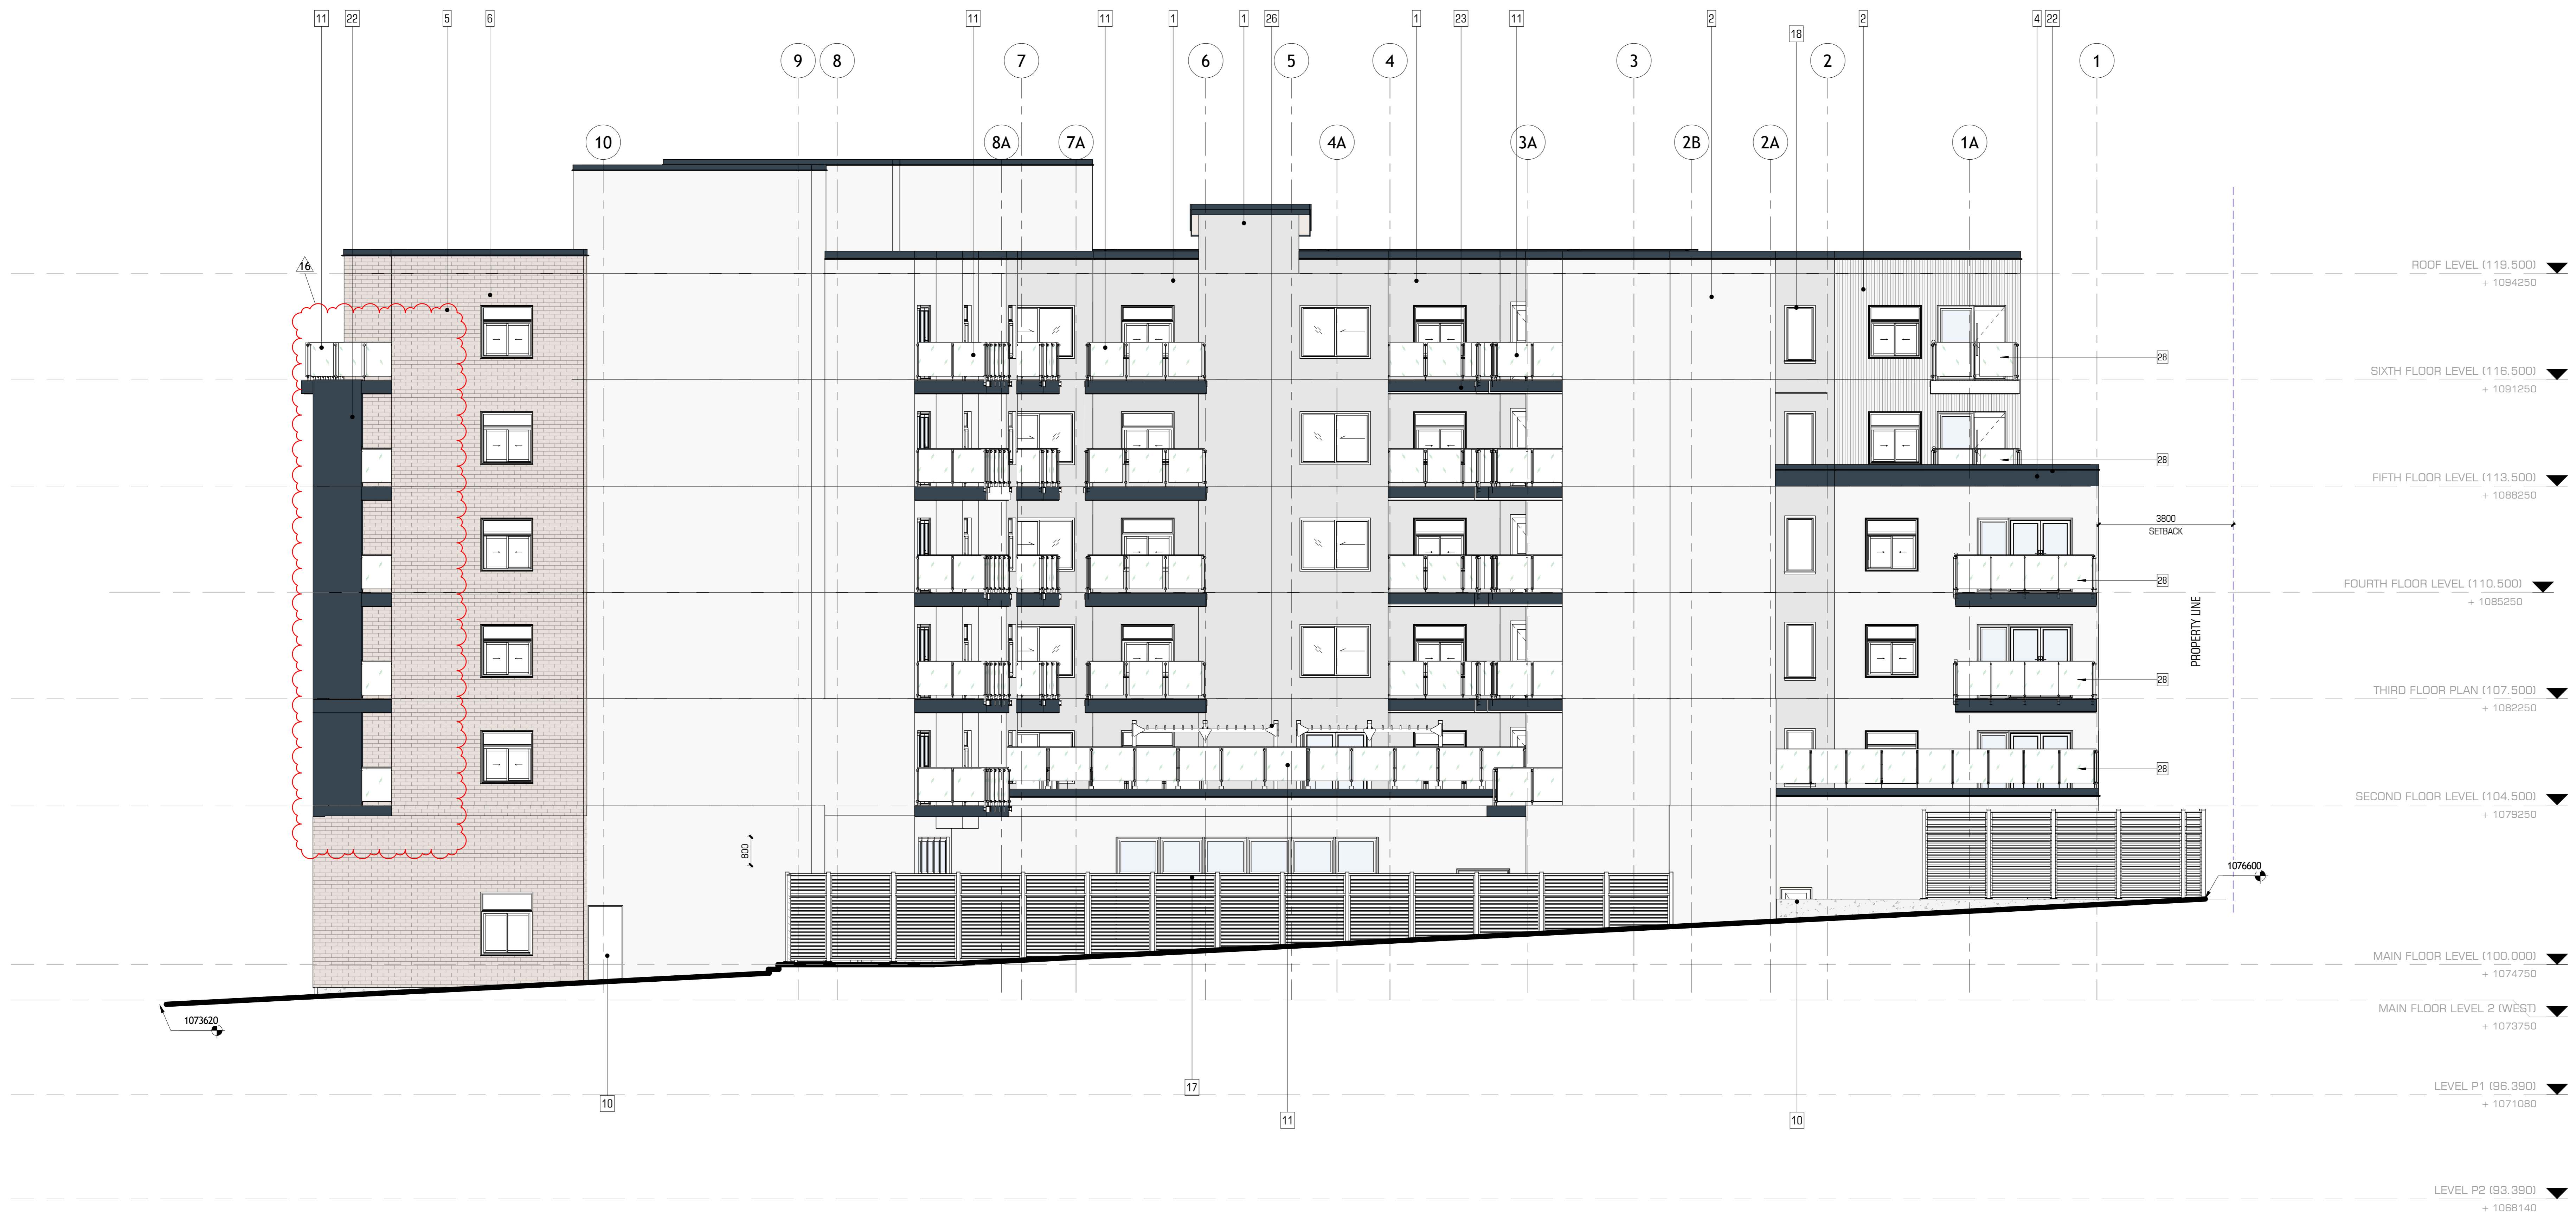 11 22 5 6 11 11 1 1 26 1 23 11 2 2 4 22
18
9 8 7 6 5 4 3 2 1
10 8A 7A 4A 3A 2B 2A 1A
16
ROOF LEVEL (119.500)
+ 1094250
28
SIXTH FLOOR LEVEL (116.500)
+ 1091250
28
FIFTH FLOOR LEVEL (113.500)
+ 1088250
3800
SETBACK
28
FOURTH FLOOR LEVEL (110.500)
+ 1085250
PROPERTY LINE
28
THIRD FLOOR PLAN (107.500)
+ 1082250
28
SECOND FLOOR LEVEL (104.500)
+ 1079250
800
1076600
MAIN FLOOR LEVEL (100.000)
+ 1074750
MAIN FLOOR LEVEL 2 (WEST)
+ 1073750
1073620
17
LEVEL P1 (96.390)
+ 1071080
10
11
10
LEVEL P2 (93.390)
+ 1068140